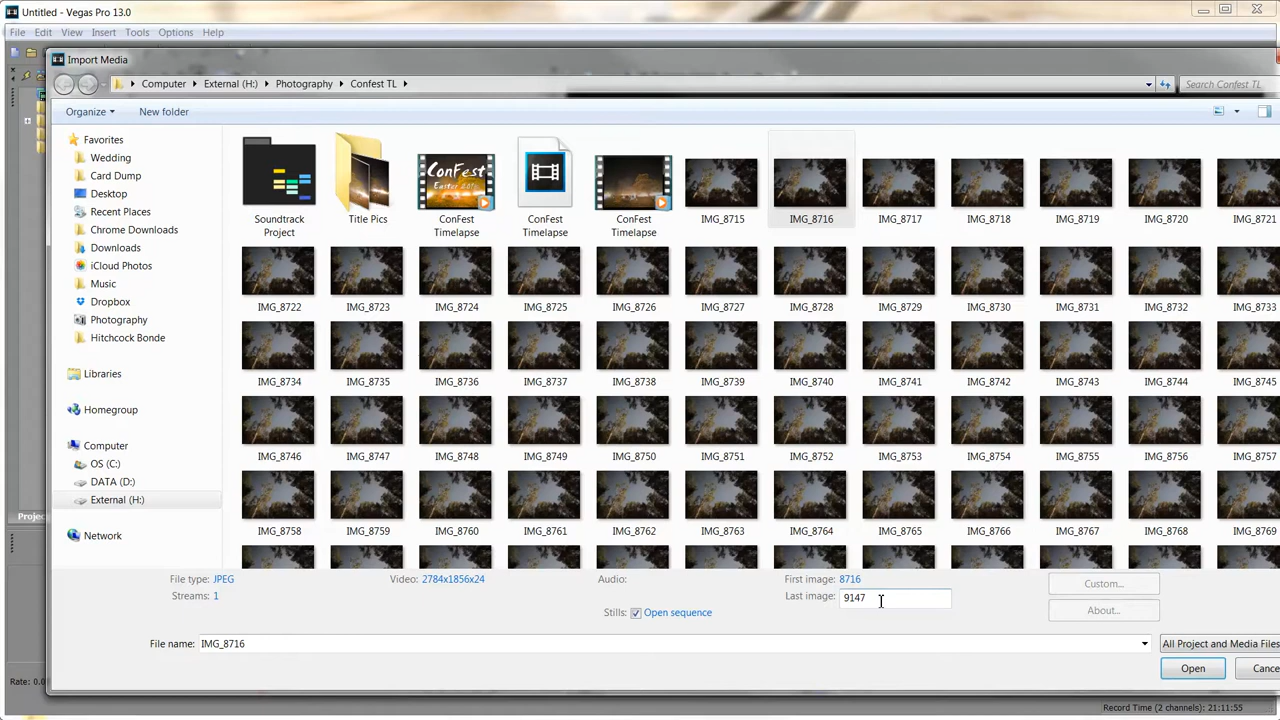 Untitled - Vegas Pro 13.0
File Edit View Insert Tools Options Help
Import Media
Computer External (H:) Photography Confest TL
Search Confest TL
Organize New folder
Favorites
Wedding
Card Dump
Desktop
Recent Places
Chrome Downloads
Downloads
iCloud Photos
Music
Dropbox
Photography
Hitchcock Bonde
Libraries
Homegroup
Computer
OS (C:)
DATA (D:)
External (H:)
Network
ConFest
Easter
Soundtrack Project
Title Pics
ConFest Timelapse
ConFest Timelapse
ConFest Timelapse
IMG_8715 IMG_8716 IMG_8717 IMG_8718 IMG_8719 IMG_8720 IMG_8721
IMG_8722 IMG_8723 IMG_8724 IMG_8725 IMG_8726 IMG_8727 IMG_8728 IMG_8729 IMG_8730 IMG_8731 IMG_8732 IMG_8733
IMG_8734 IMG_8735 IMG_8736 IMG_8737 IMG_8738 IMG_8739 IMG_8740 IMG_8741 IMG_8742 IMG_8743 IMG_8744 IMG_8745
IMG_8746 IMG_8747 IMG_8748 IMG_8749 IMG_8750 IMG_8751 IMG_8752 IMG_8753 IMG_8754 IMG_8755 IMG_8756 IMG_8757
IMG_8758 IMG_8759 IMG_8760 IMG_8761 IMG_8762 IMG_8763 IMG_8764 IMG_8765 IMG_8766 IMG_8767 IMG_8768 IMG_8769
File type: JPEG Video: 2784x1856x24 Audio: First image: 8716 Custom...
Streams: 1 Last image: 9147
Stills: Open sequence About...
File name: IMG_8716 All Project and Media Files
Open Cance
Projec
Rate: 0.0
Record Time (2 channels): 21:11:55